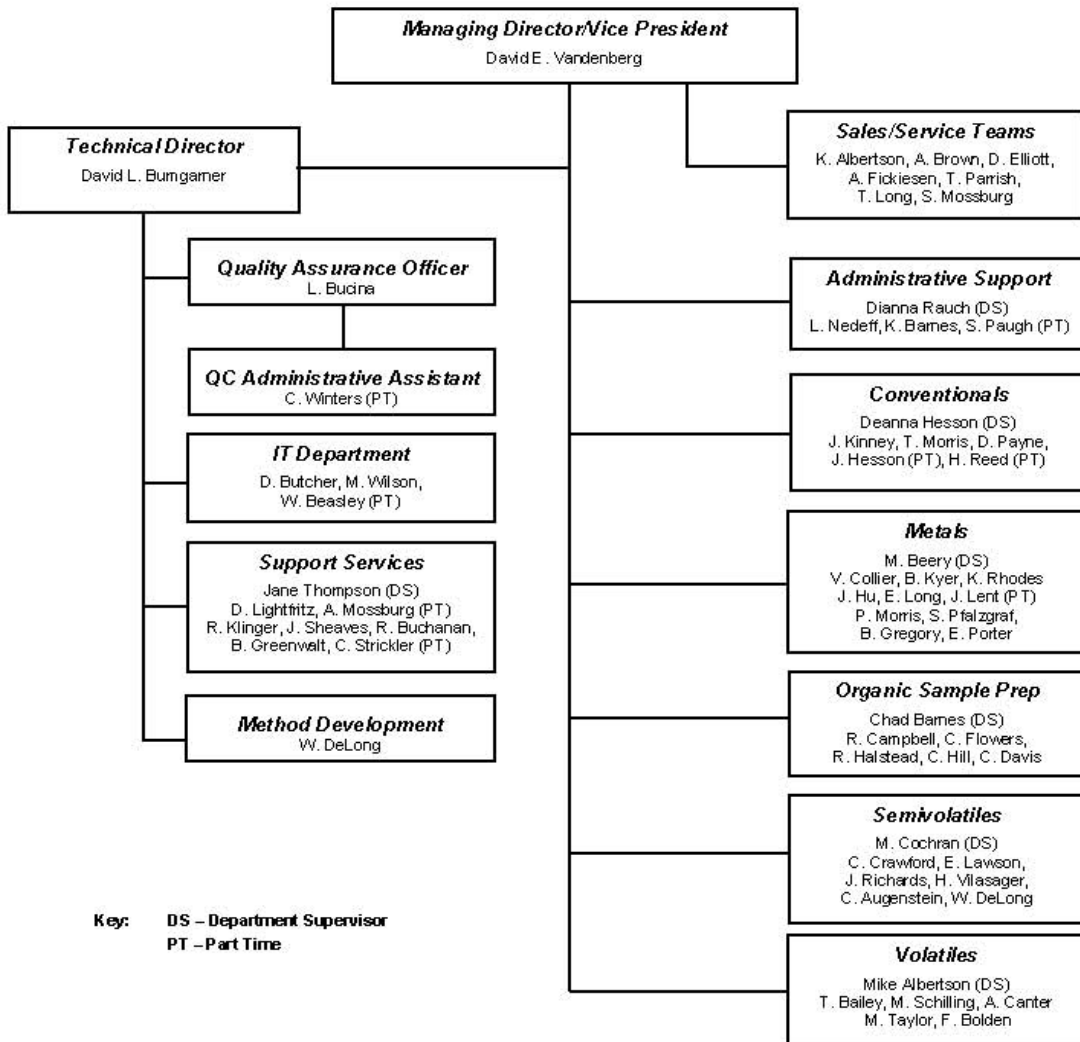 Managing Director/Vice President
David E. Vandenberg
Technical Director
David L. Bumgarner
Quality Assurance Officer
L. Bucina
QC Administrative Assistant
C. Winters (PT)
IT Department
D. Butcher, M. Wilson,
W. Beasley (PT)
Support Services
Jane Thompson (DS)
D. Lightfritz, A. Mossburg (PT)
R. Klinger, J. Sheaves, R. Buchanan,
B. Greenwalt, C. Strickler (PT)
Method Development
W. DeLong
Sales/Service Teams
K. Albertson, A. Brown, D. Elliott,
A. Fickiesen, T. Parrish,
T. Long, S. Mossburg
Administrative Support
Dianna Rauch (DS)
L. Nedeff, K. Barnes, S. Paugh (PT)
Conventionals
Deanna Hesson (DS)
J. Kinney, T. Morris, D. Payne,
J. Hesson (PT), H. Reed (PT)
Metals
M. Beery (DS)
V. Collier, B. Kyer, K. Rhodes
J. Hu, E. Long, J. Lent (PT)
P. Morris, S. Pfalzgraf,
B. Gregory, E. Porter
Organic Sample Prep
Chad Barnes (DS)
R. Campbell, C. Flowers,
R. Halstead, C. Hill, C. Davis
Semivolatiles
M. Cochran (DS)
C. Crawford, E. Lawson,
J. Richards, H. Vilasager,
C. Augenstein, W. DeLong
Volatiles
Mike Albertson (DS)
T. Bailey, M. Schilling, A. Canter
M. Taylor, F. Bolden
Key: DS – Department Supervisor
PT – Part Time